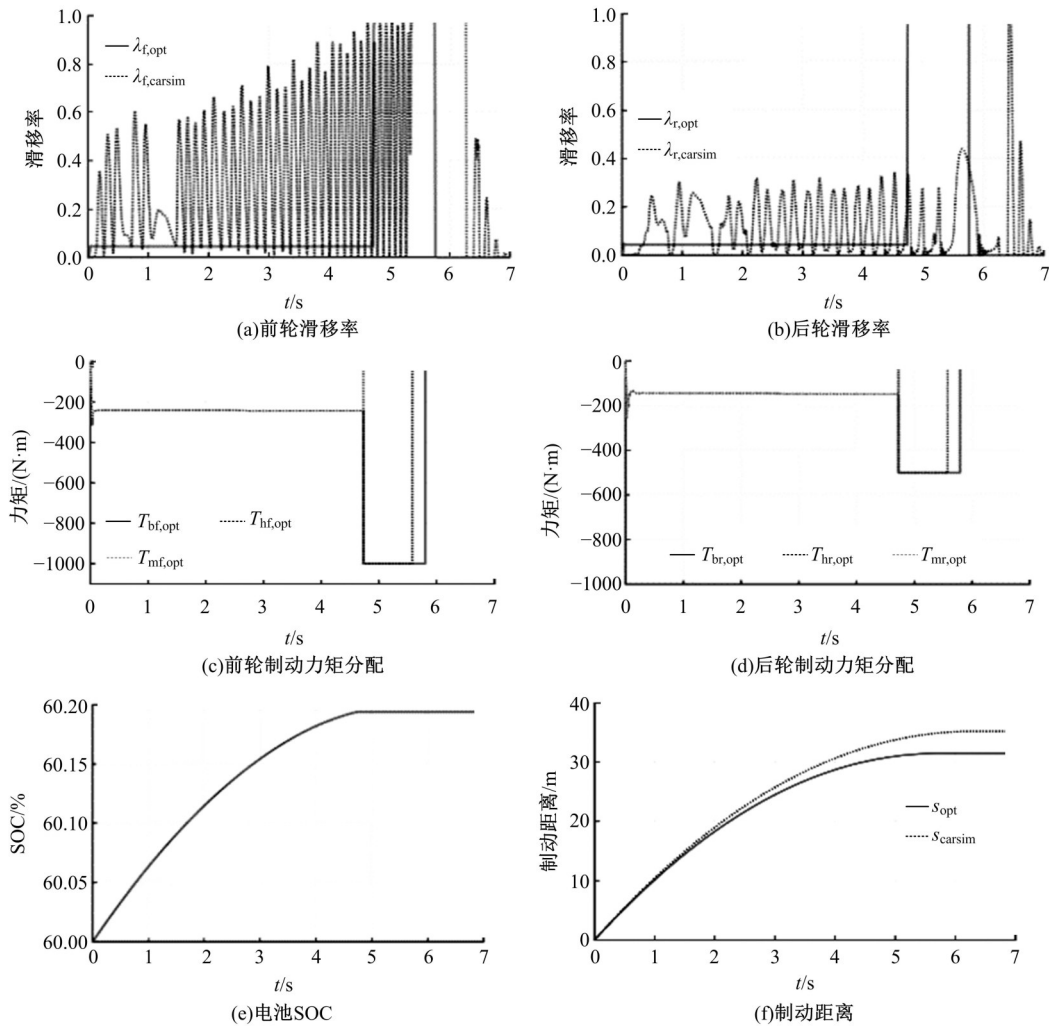 1.0
0.8
0.6
0.4
0.2
0.0
滑移率
λf,opt
λf,carsim
0 1 2 3 4 5 6 7
t/s
(a)前轮滑移率
1.0
0.8
0.6
0.4
0.2
0.0
滑移率
λr,opt
λr,carsim
0 1 2 3 4 5 6 7
t/s
(b)后轮滑移率
0
−200
−400
−600
−800
−1000
力矩/(N·m)
Tbf,opt Thf,opt
Tmf,opt
0 1 2 3 4 5 6 7
t/s
(c)前轮制动力矩分配
0
−200
−400
−600
−800
−1000
力矩/(N·m)
Tbr,opt Thr,opt Tmr,opt
0 1 2 3 4 5 6 7
t/s
(d)后轮制动力矩分配
60.20
60.15
60.10
60.05
60.00
SOC/%
0 1 2 3 4 5 6 7
t/s
(e)电池SOC
40
30
20
10
0
制动距离/m
sopt
scarsim
0 1 2 3 4 5 6 7
t/s
(f)制动距离